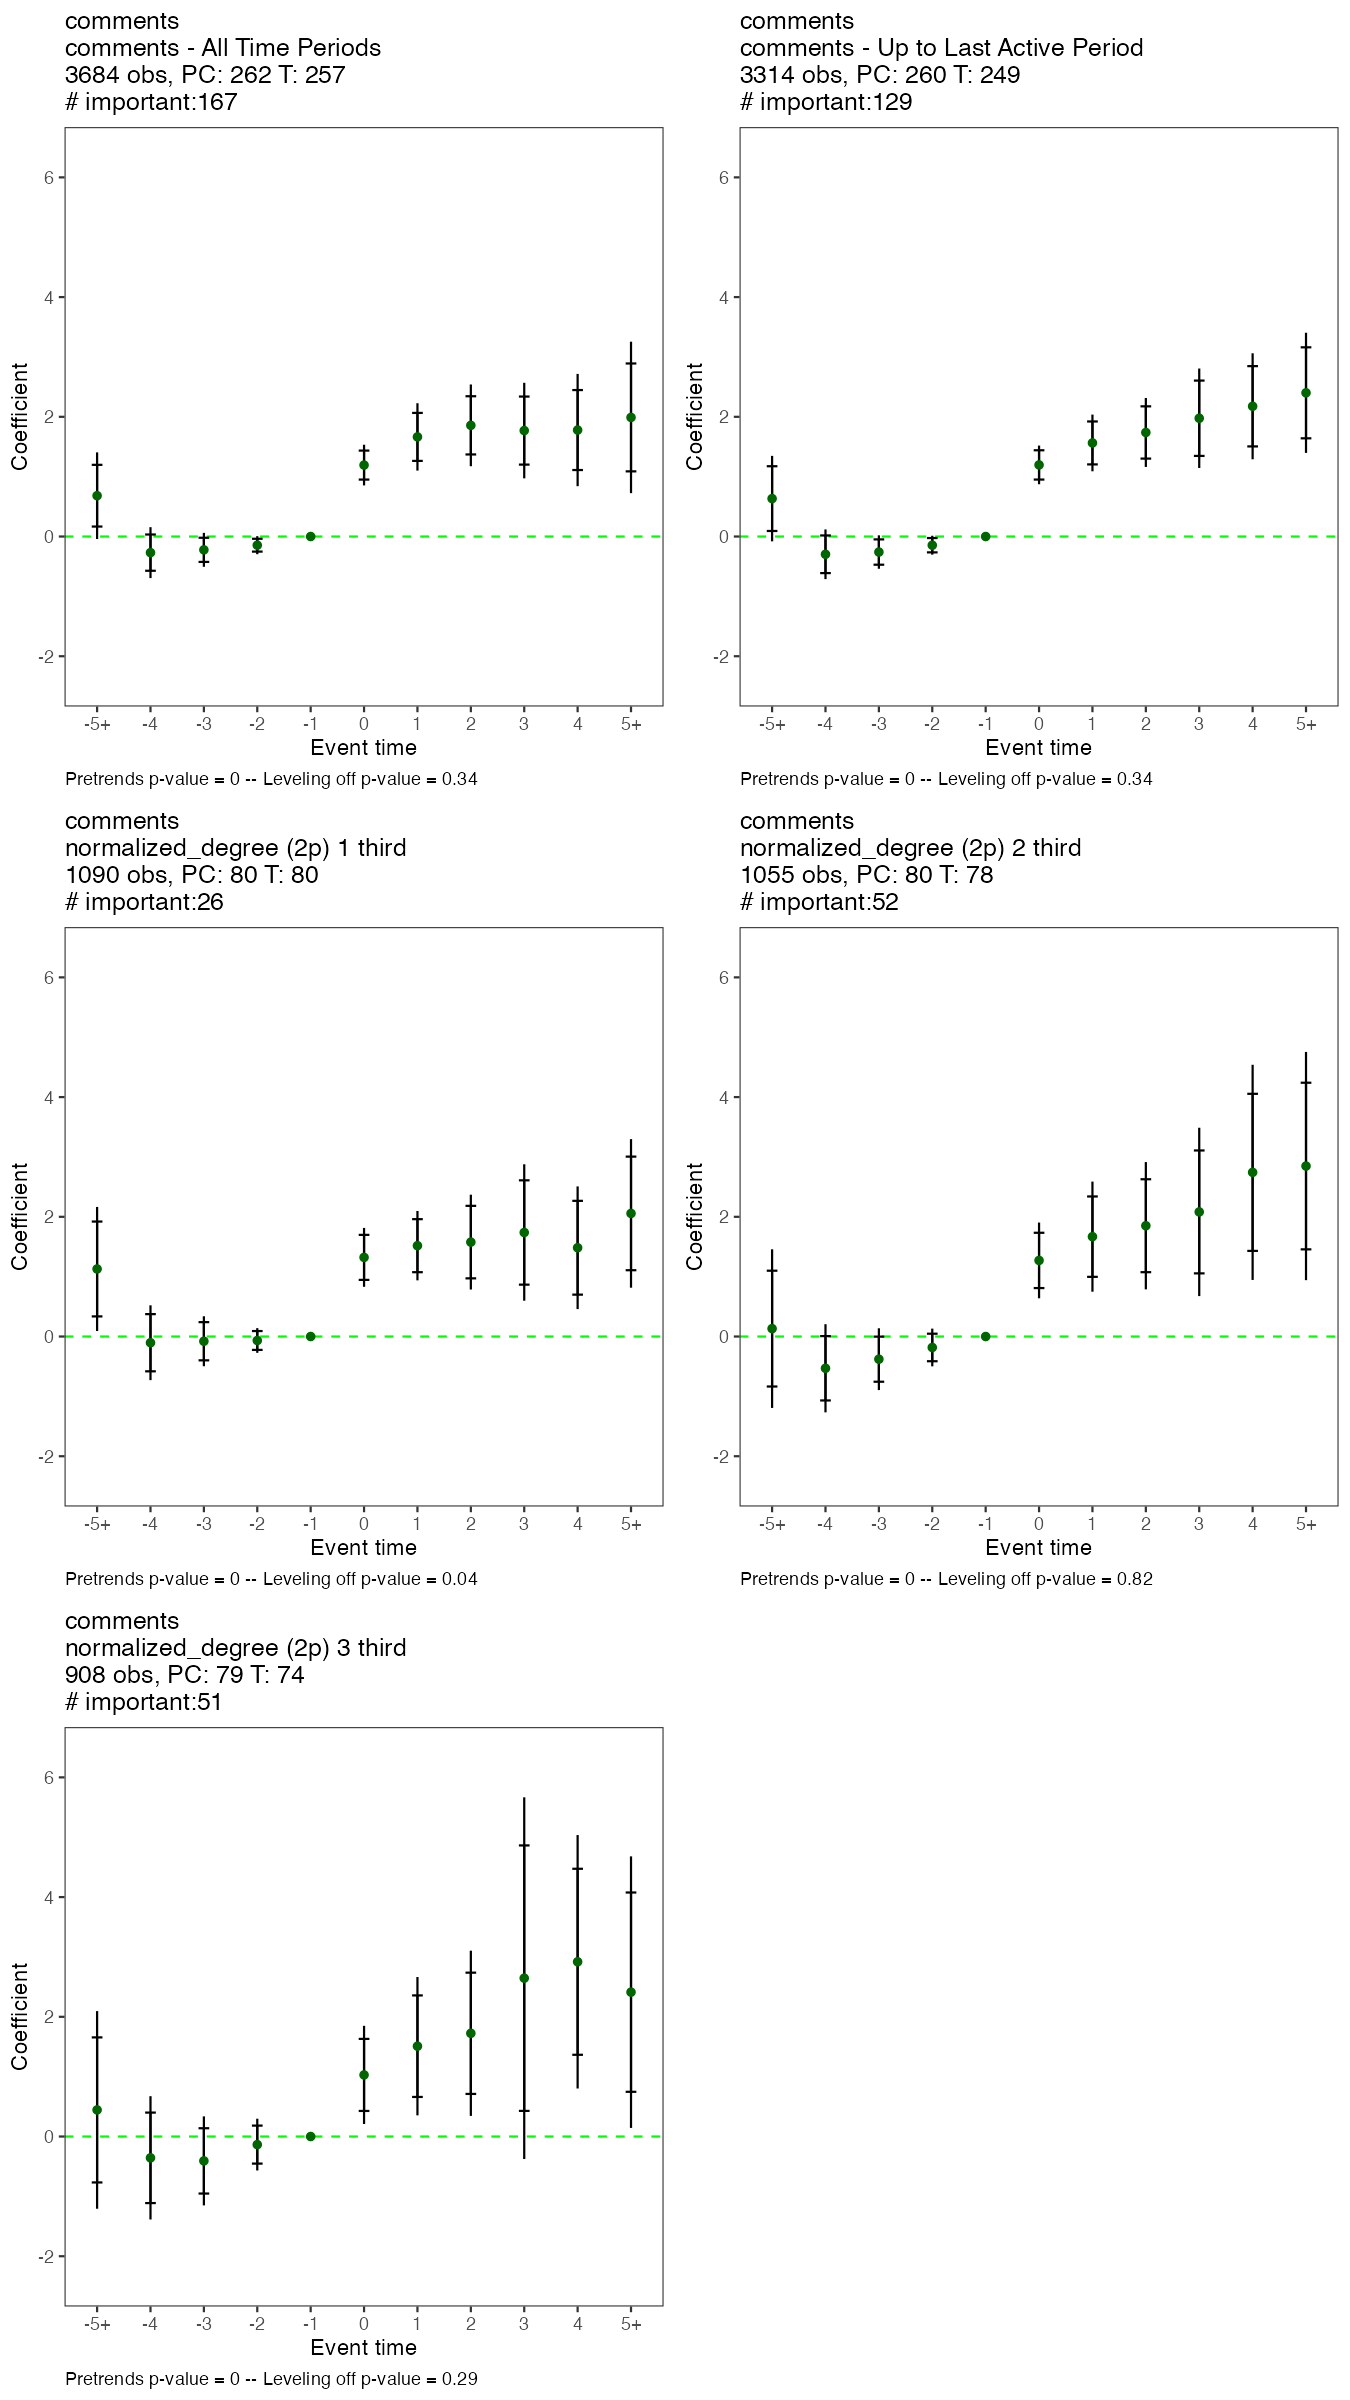 comments
comments - All Time Periods
3684 obs, PC: 262 T: 257
# important:167
6
4
2
0
-2
Coefficient
-5+ -4 -3 -2 -1 0 1 2 3 4 5+
Event time
Pretrends p-value = 0 -- Leveling off p-value = 0.34
comments
comments - Up to Last Active Period
3314 obs, PC: 260 T: 249
# important:129
6
4
2
0
-2
Coefficient
-5+ -4 -3 -2 -1 0 1 2 3 4 5+
Event time
Pretrends p-value = 0 -- Leveling off p-value = 0.34
comments
normalized_degree (2p) 1 third
1090 obs, PC: 80 T: 80
# important:26
6
4
2
0
-2
Coefficient
-5+ -4 -3 -2 -1 0 1 2 3 4 5+
Event time
Pretrends p-value = 0 -- Leveling off p-value = 0.04
comments
normalized_degree (2p) 2 third
1055 obs, PC: 80 T: 78
# important:52
6
4
2
0
-2
Coefficient
-5+ -4 -3 -2 -1 0 1 2 3 4 5+
Event time
Pretrends p-value = 0 -- Leveling off p-value = 0.82
comments
normalized_degree (2p) 3 third
908 obs, PC: 79 T: 74
# important:51
6
4
2
0
-2
Coefficient
-5+ -4 -3 -2 -1 0 1 2 3 4 5+
Event time
Pretrends p-value = 0 -- Leveling off p-value = 0.29